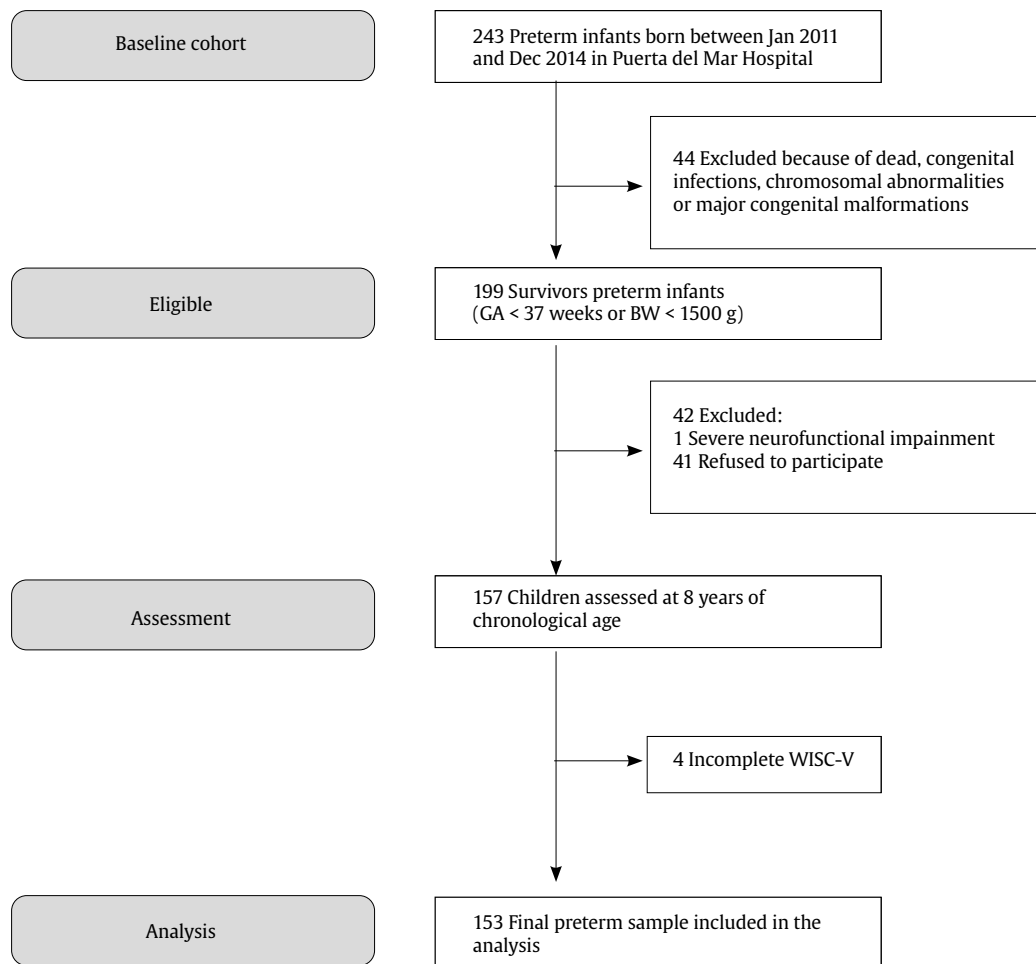 Baseline cohort
243 Preterm infants born between Jan 2011
and Dec 2014 in Puerta del Mar Hospital
44 Excluded because of dead, congenital
infections, chromosomal abnormalities
or major congenital malformations
Eligible
199 Survivors preterm infants
(GA < 37 weeks or BW < 1500 g)
42 Excluded:
1 Severe neurofunctional impairment
41 Refused to participate
Assessment
157 Children assessed at 8 years of
chronological age
4 Incomplete WISC-V
Analysis
153 Final preterm sample included in the
analysis